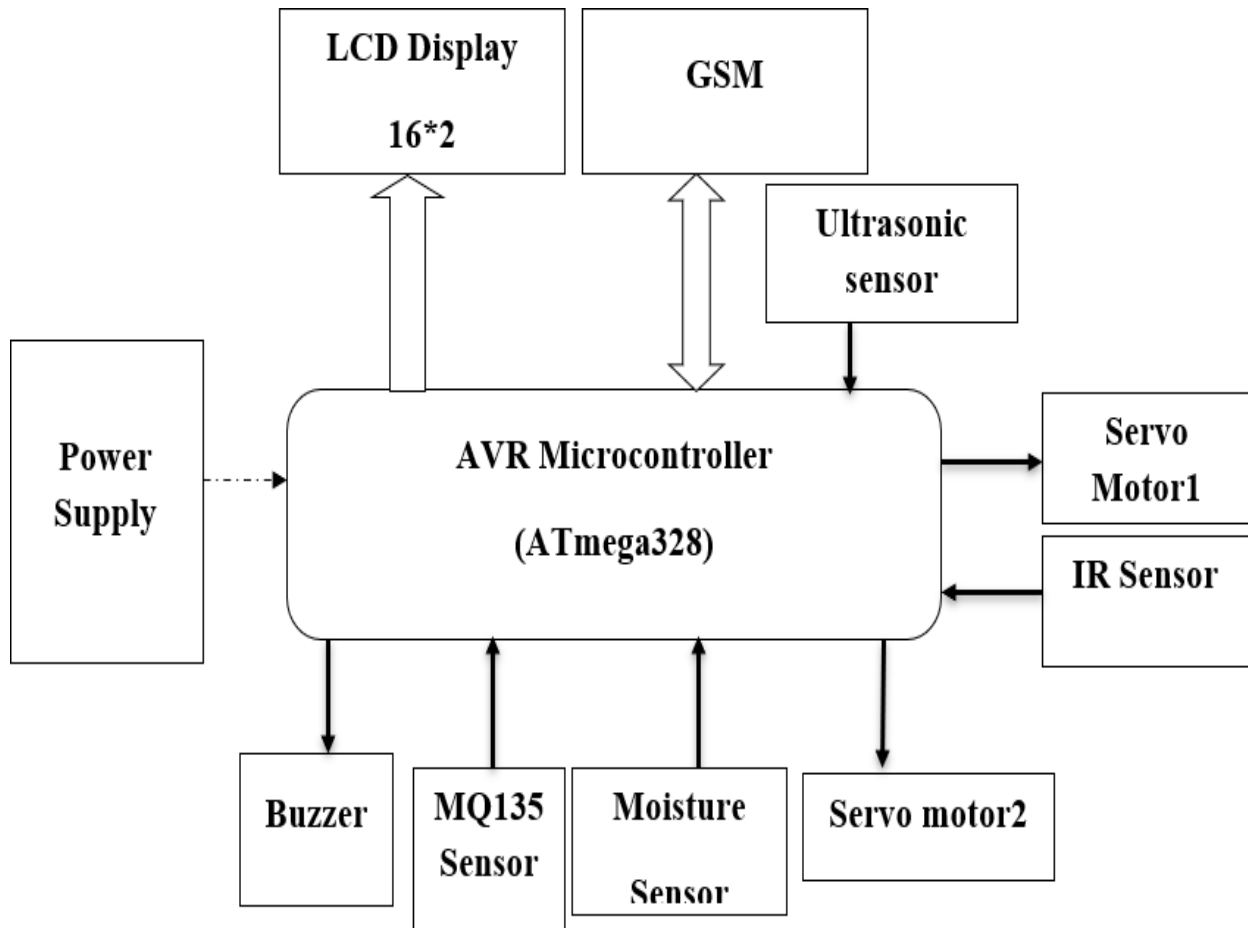 LCD Display
16*2
GSM
Ultrasonic
sensor
Power
Supply
AVR Microcontroller
(ATmega328)
Servo
Motor1
IR Sensor
Buzzer
MQ135
Sensor
Moisture
Sensor
Servo motor2